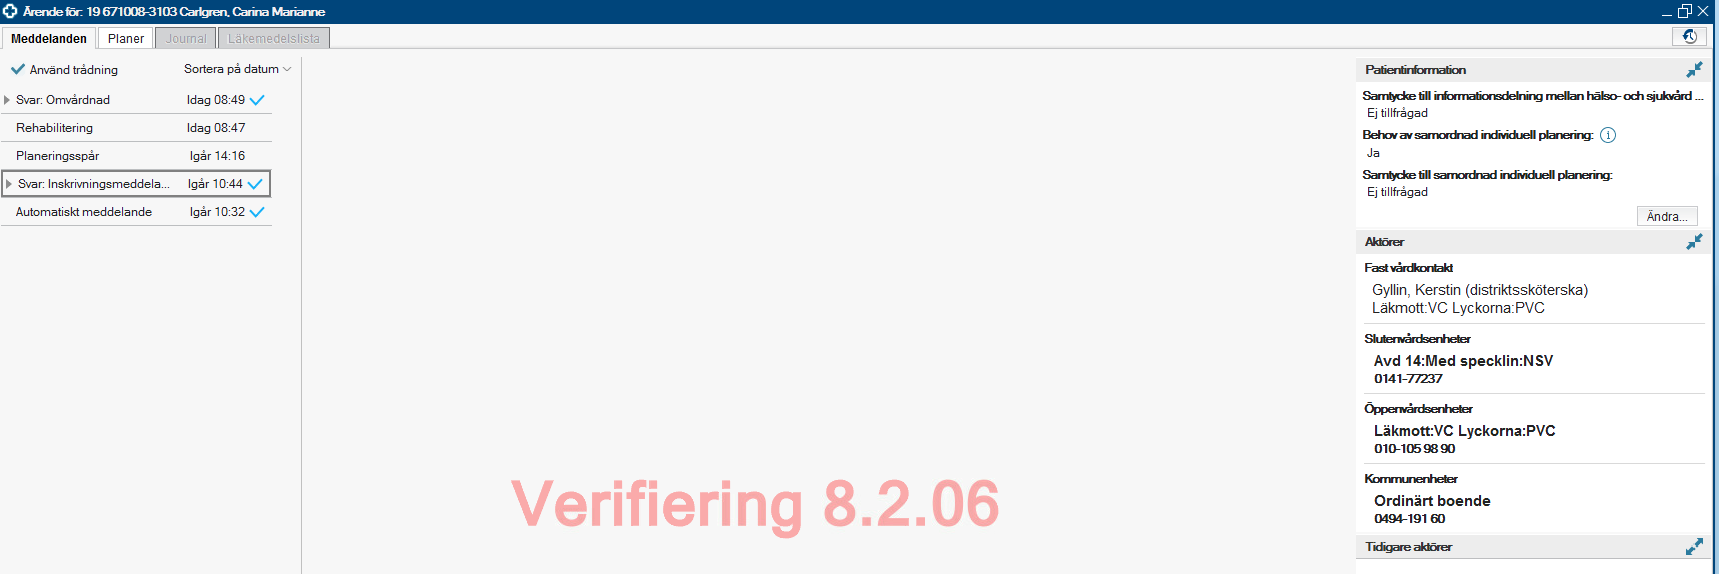 Ärende för: 19 671008-3103 Carlgren, Carina Marianne
Meddelanden Planer Journal Läkemedelslista
Använd trådning Sortera på datum
Svar: Omvårdnad Idag 08:49
Rehabilitering Idag 08:47
Planeringsspår Igår 14:16
Svar: Inskrivningsmeddela... Igår 10:44
Automatiskt meddelande Igår 10:32
Verifiering 8.2.06
Patientinformation
Samtycke till informationsdelning mellan hälso- och sjukvård ...
Ej tillfrågad
Behov av samordnad individuell planering:
Ja
Samtycke till samordnad individuell planering:
Ej tillfrågad
Ändra...
Aktörer
Fast vårdkontakt
Gyllin, Kerstin (distriktssköterska)
Läkmott:VC Lyckorna:PVC
Slutenvårdsenheter
Avd 14:Med specklin:NSV
0141-77237
Öppenvårdsenheter
Läkmott:VC Lyckorna:PVC
010-105 98 90
Kommunenheter
Ordinärt boende
0494-191 60
Tidigare aktörer